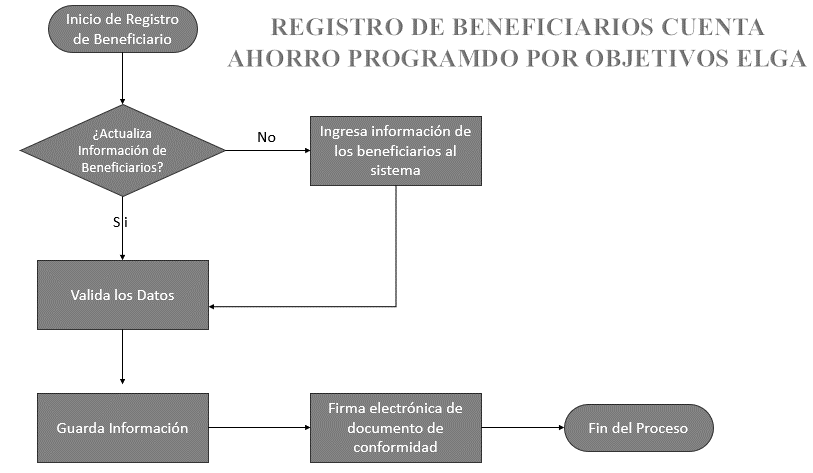 Inicio de Registro
de Beneficiario
REGISTRO DE BENEFICIARIOS CUENTA
AHORRO PROGRAMDO POR OBJETIVOS ELGA
¿Actualiza
Información de
Beneficiarios?
No
Ingresa información de
los beneficiarios al
sistema
Si
Valida los Datos
Guarda Información
Firma electrónica de
documento de
conformidad
Fin del Proceso